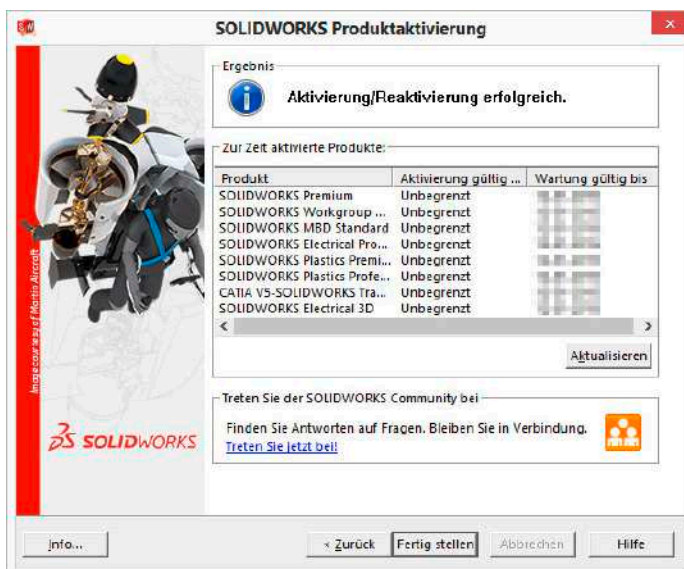 SOLIDWORKS Produktaktivierung
x
Ergebnis
Aktivierung/Reaktivierung erfolgreich.
Zur Zeit aktivierte Produkte:
Produkt Aktivierung gültig ... Wartung gültig bis
SOLIDWORKS Premium Unbegrenzt
SOLIDWORKS Workgroup ... Unbegrenzt
SOLIDWORKS MBD Standard Unbegrenzt
SOLIDWORKS Electrical Pro... Unbegrenzt
SOLIDWORKS Plastics Premi... Unbegrenzt
SOLIDWORKS Plastics Profe... Unbegrenzt
CATIA V5-SOLIDWORKS Tra... Unbegrenzt
SOLIDWORKS Electrical 3D Unbegrenzt
Aktualisieren
Treten Sie der SOLIDWORKS Community bei
Finden Sie Antworten auf Fragen. Bleiben Sie in Verbindung.
Treten Sie jetzt bei!
Image courtesy of Martin Aircraft
SOLIDWORKS
Info... < Zurück Fertig stellen Abbrechen Hilfe